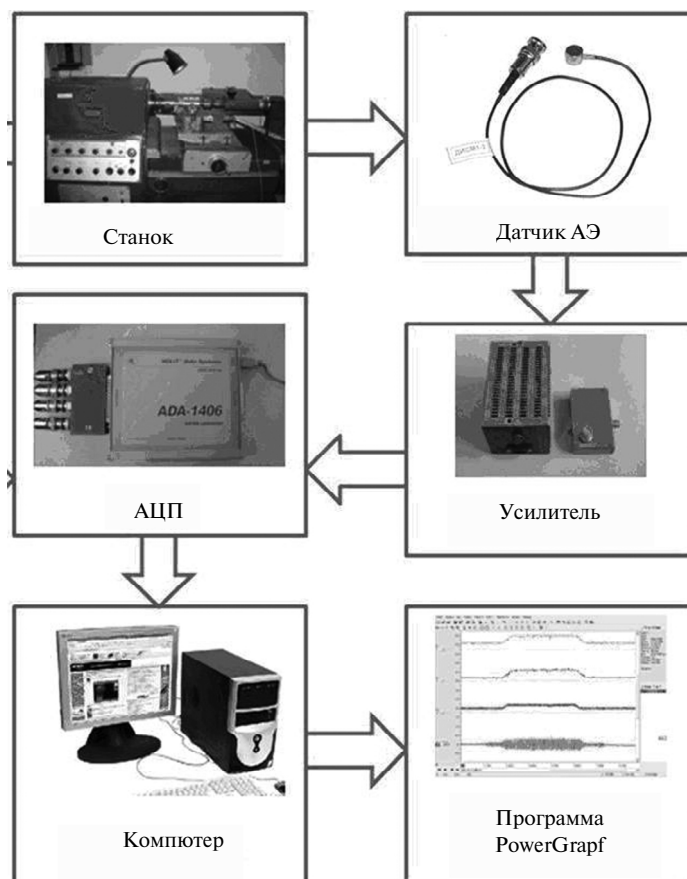 Станок
Датчик АЭ
ADA-1406
АЦП
Усилитель
Компютер
Программа
PowerGrapf